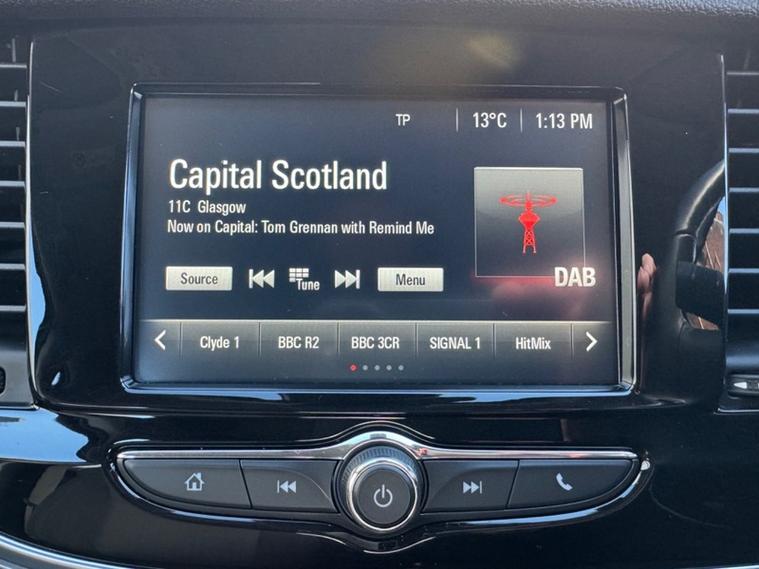 TP 13°C 1:13 PM
Capital Scotland
11C Glasgow
Now on Capital: Tom Grennan with Remind Me
DAB
Source Tune Menu
Clyde 1 BBC R2 BBC 3CR SIGNAL 1 HitMix